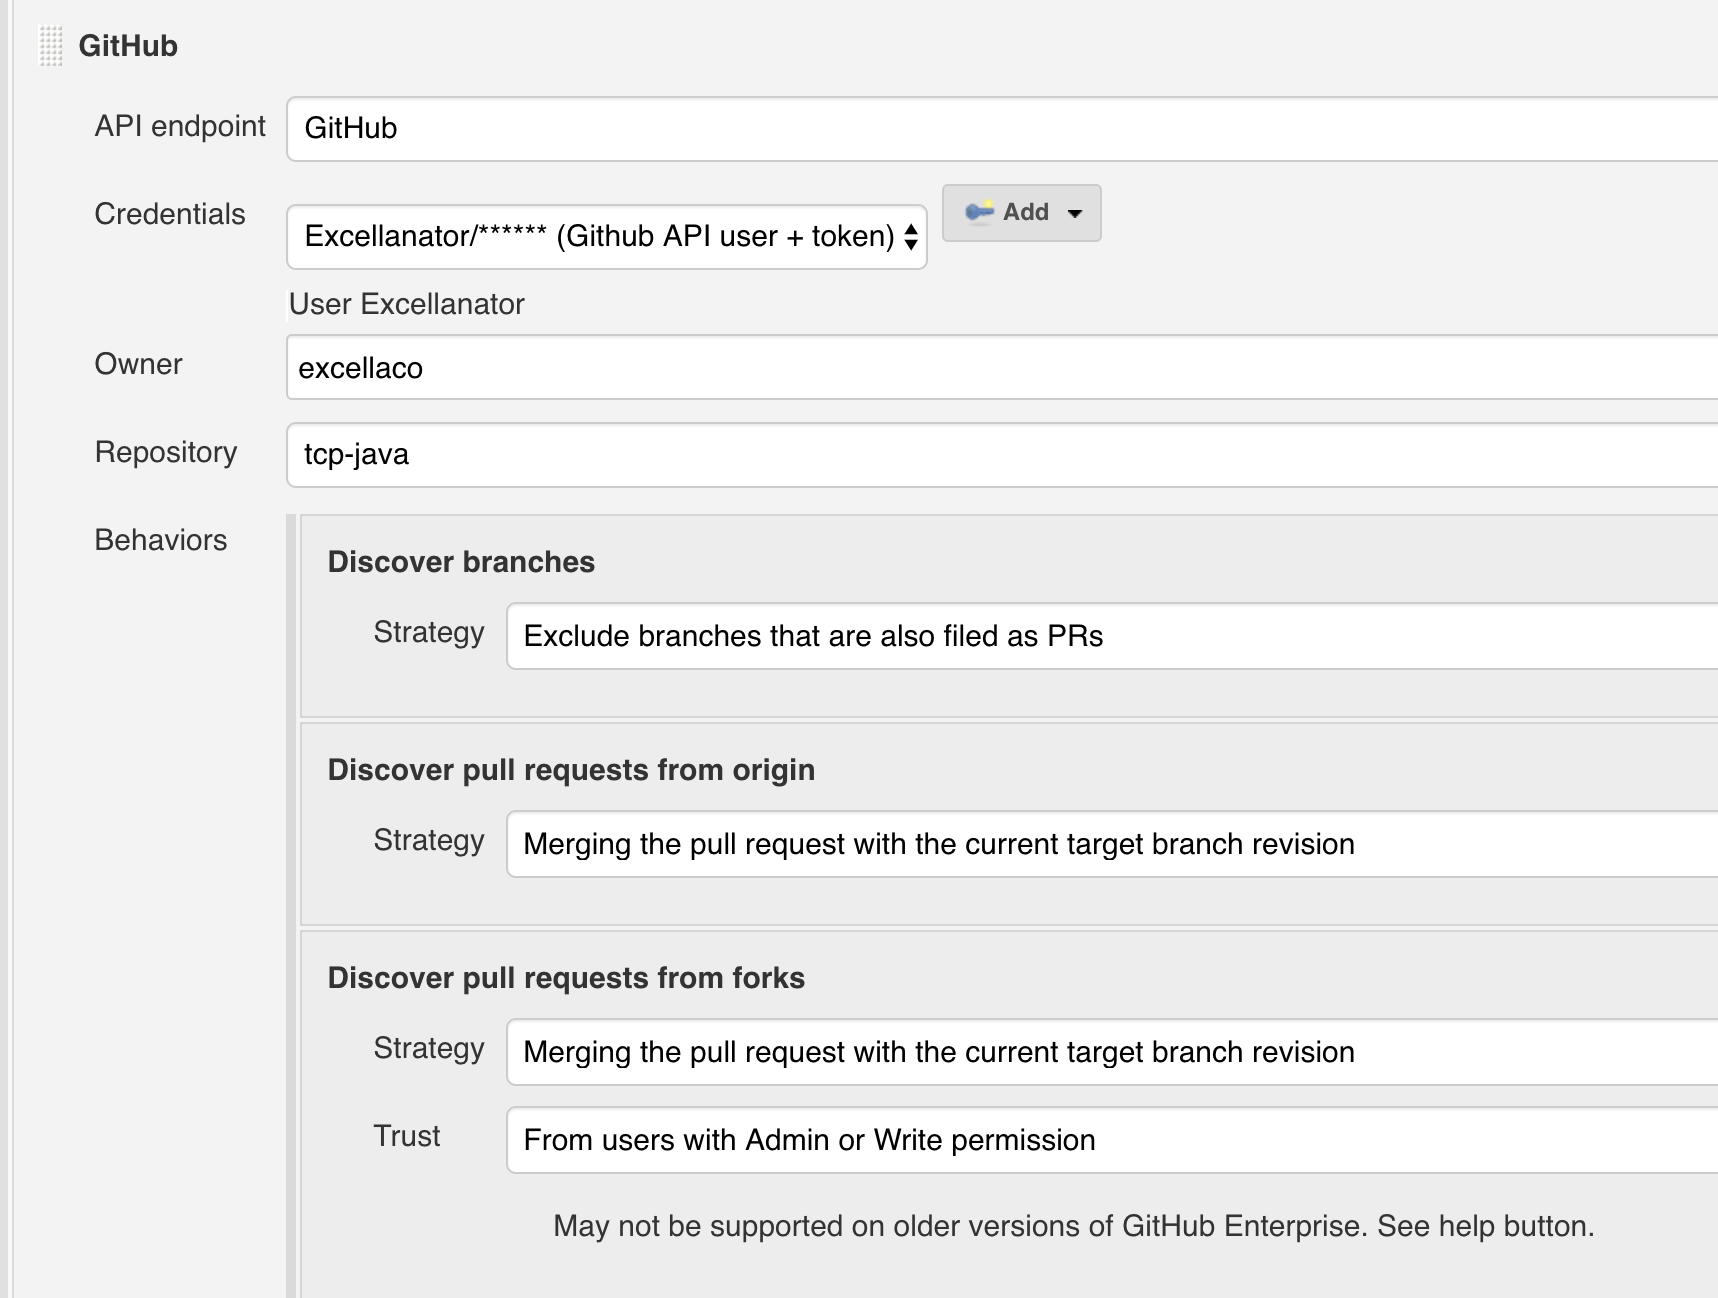 GitHub
API endpoint GitHub
Credentials Excellanator/****** (Github API user + token) Add
User Excellanator
Owner excellaco
Repository tcp-java
Behaviors
Discover branches
Strategy Exclude branches that are also filed as PRs
Discover pull requests from origin
Strategy Merging the pull request with the current target branch revision
Discover pull requests from forks
Strategy Merging the pull request with the current target branch revision
Trust From users with Admin or Write permission
May not be supported on older versions of GitHub Enterprise. See help button.